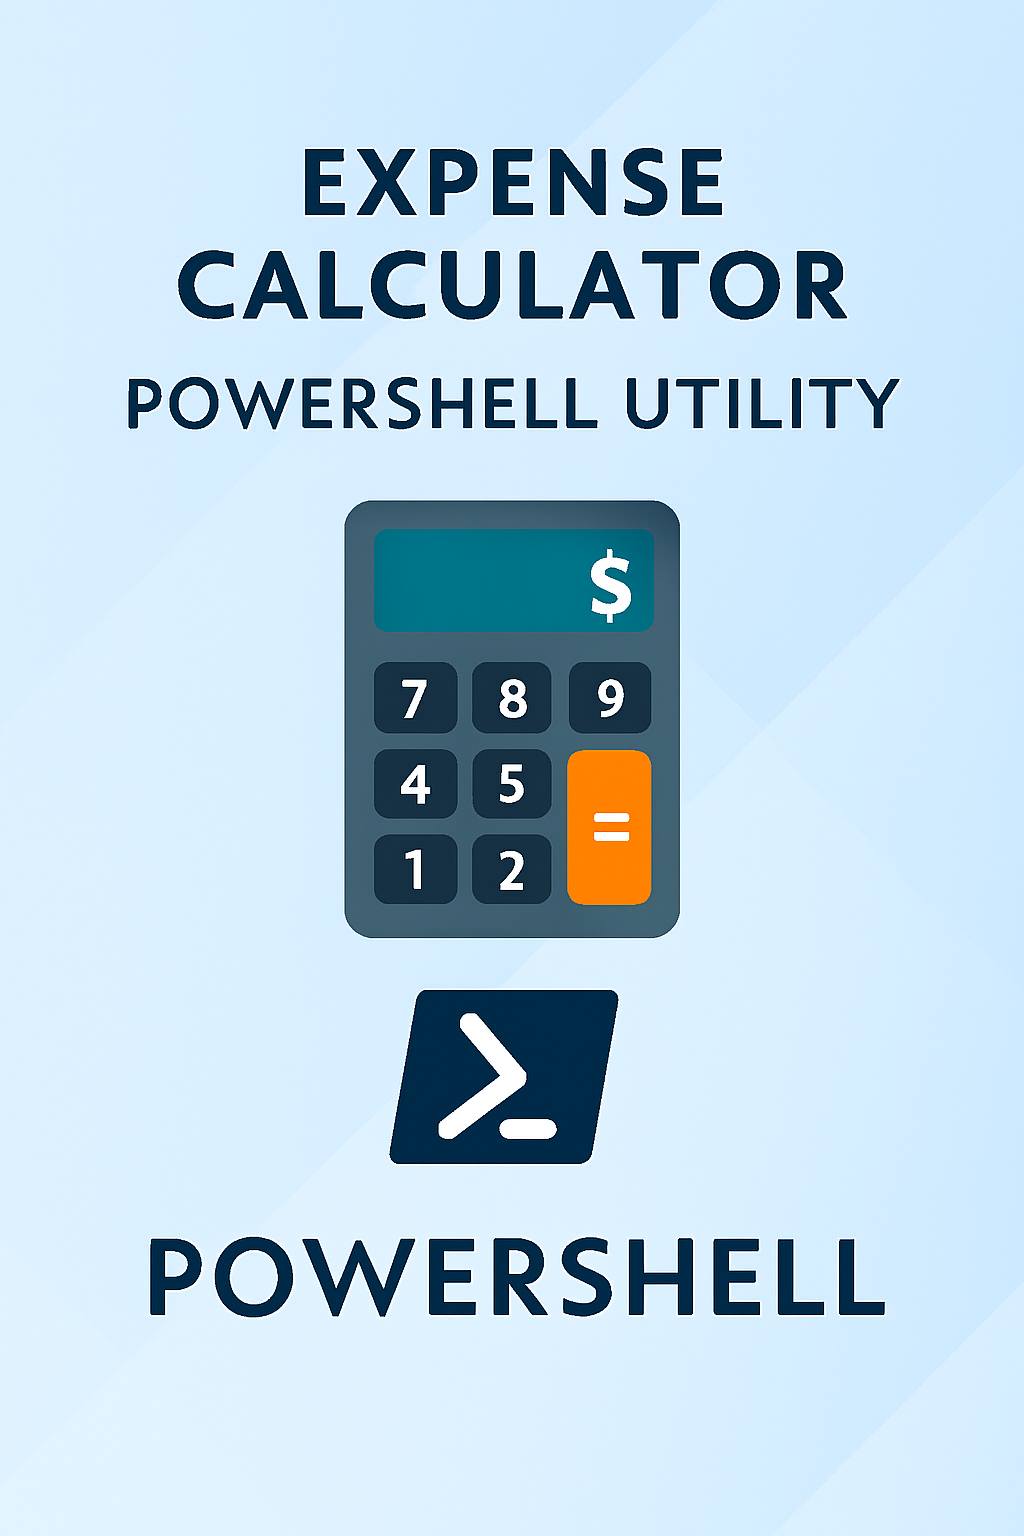 EXPENSE
CALCULATOR
POWERSHELL UTILITY
$
7 8 9
4 5
=
1 2
>_
POWERSHELL